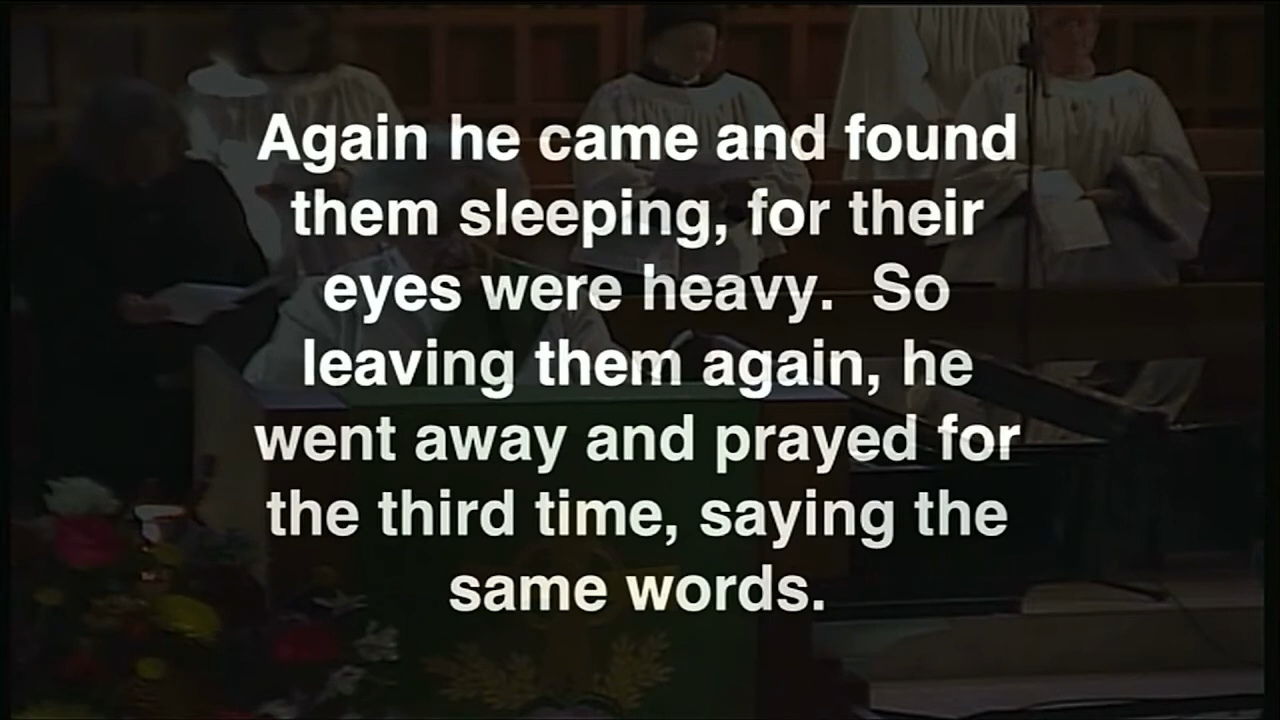 Again he came and found
them sleeping, for their
eyes were heavy.  So
leaving them again, he
went away and prayed for
the third time, saying the
same words.